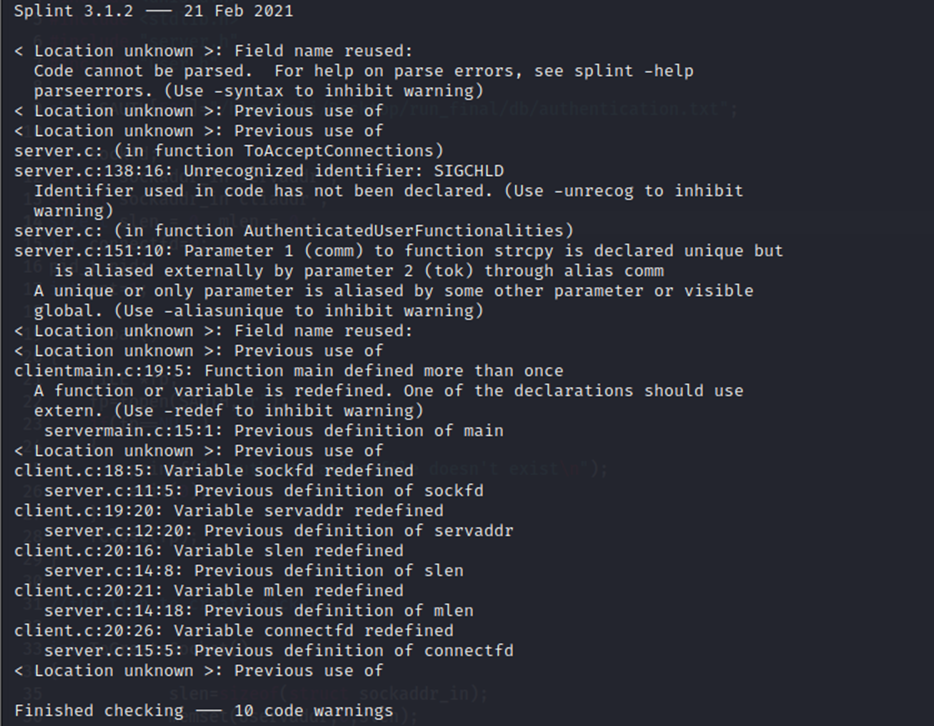 Splint 3.1.2 — 21 Feb 2021
< Location unknown >: Field name reused:
Code cannot be parsed. For help on parse errors, see splint -help
parseerrors. (Use -syntax to inhibit warning)
< Location unknown >: Previous use of
< Location unknown >: Previous use of
server.c: (in function ToAcceptConnections)
server.c:138:16: Unrecognized identifier: SIGCHLD
Identifier used in code has not been declared. (Use -unrecog to inhibit
warning)
server.c: (in function AuthenticatedUserFunctionalities)
server.c:151:10: Parameter 1 (comm) to function strcpy is declared unique but
is aliased externally by parameter 2 (tok) through alias comm
A unique or only parameter is aliased by some other parameter or visible
global. (Use -aliasunique to inhibit warning)
< Location unknown >: Field name reused:
< Location unknown >: Previous use of
clientmain.c:19:5: Function main defined more than once
A function or variable is redefined. One of the declarations should use
extern. (Use -redef to inhibit warning)
servermain.c:15:1: Previous definition of main
< Location unknown >: Previous use of
client.c:18:5: Variable sockfd redefined
server.c:11:5: Previous definition of sockfd
client.c:19:20: Variable servaddr redefined
server.c:12:20: Previous definition of servaddr
client.c:20:16: Variable slen redefined
server.c:14:8: Previous definition of slen
client.c:20:21: Variable mlen redefined
server.c:14:18: Previous definition of mlen
client.c:20:26: Variable connectfd redefined
server.c:15:5: Previous definition of connectfd
< Location unknown >: Previous use of
Finished checking — 10 code warnings